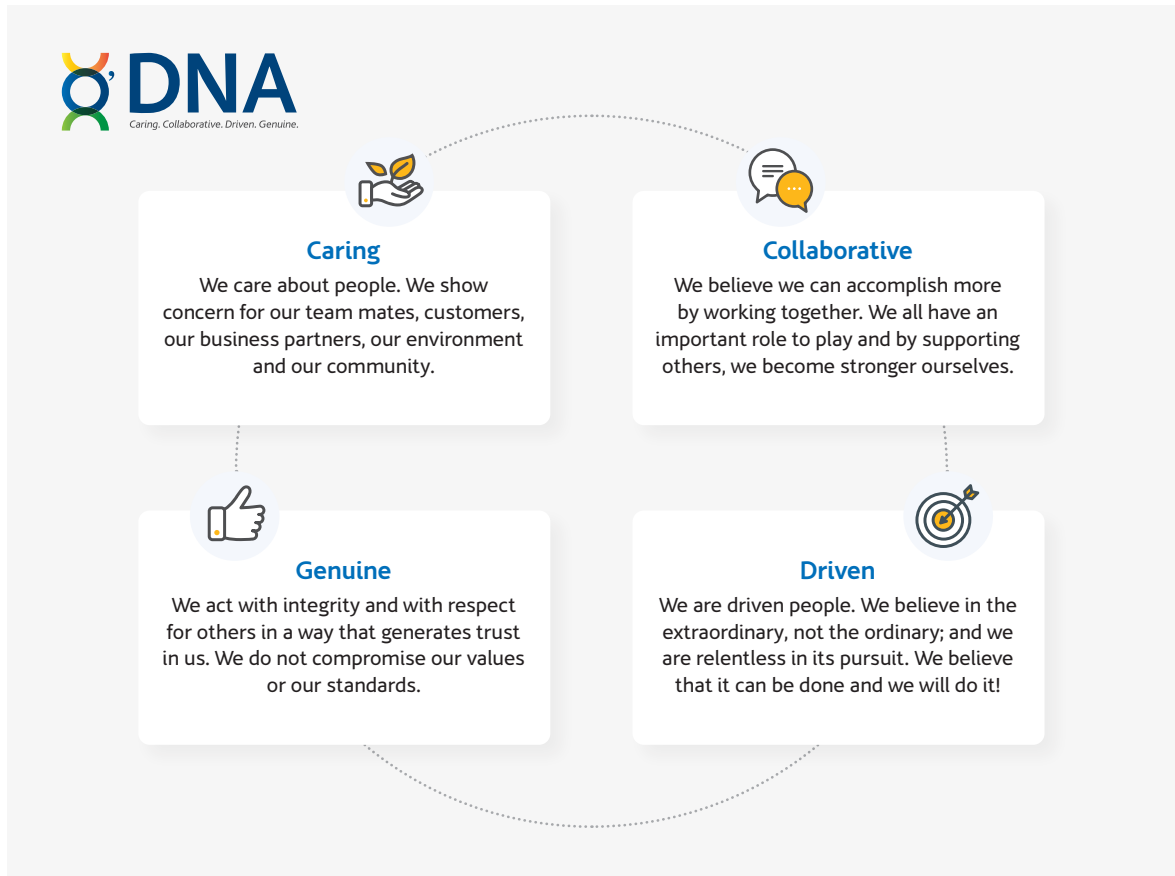 O’DNA
Caring. Collaborative. Driven. Genuine.
Caring
We care about people. We show
concern for our team mates, customers,
our business partners, our environment
and our community.
Collaborative
We believe we can accomplish more
by working together. We all have an
important role to play and by supporting
others, we become stronger ourselves.
Genuine
We act with integrity and with respect
for others in a way that generates trust
in us. We do not compromise our values
or our standards.
Driven
We are driven people. We believe in the
extraordinary, not the ordinary; and we
are relentless in its pursuit. We believe
that it can be done and we will do it!